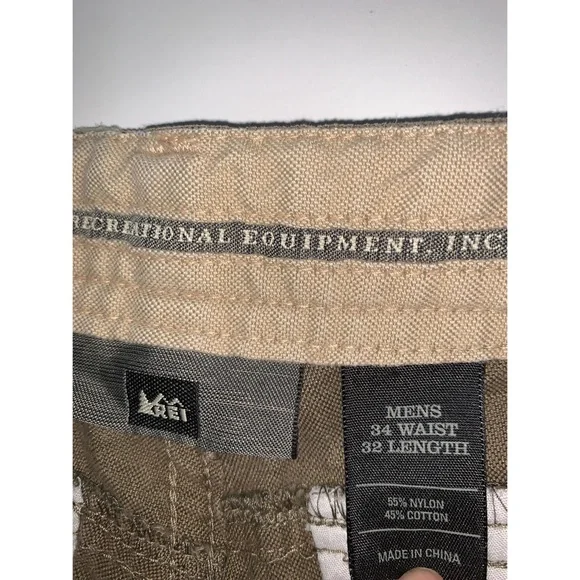 RECREATIONAL EQUIPMENT, INC
REI
MENS
34 WAIST
32 LENGTH
55% NYLON
45% COTTON
MADE IN CHINA